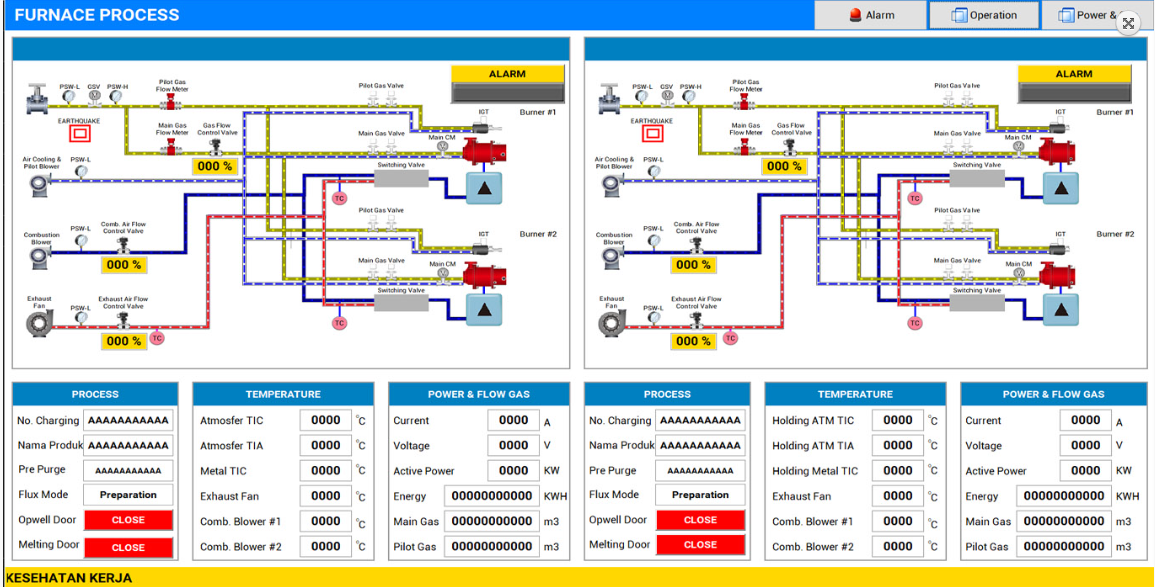 FURNACE PROCESS
Alarm
Operation
Power &
ALARM
PSW-L GSV PSW-H
Pilot Gas
Flow Meter
Pilot Gas Valve
IGT
Burner #1
EARTHQUAKE
Main Gas
Flow Meter
Gas Flow
Control Valve
Main Gas Valve
Main CM
000 %
Air Cooling &
Pilot Blower
PSW-L
Switching Valve
TC
Pilot Gas Valve
Comb. Air Flow
Control Valve
Combustion
Blower
PSW-L
IGT
Burner #2
000 %
Main Gas Valve
Main CM
Switching Valve
Exhaust
Fan
PSW-L
Exhaust Air Flow
Control Valve
TC
000 %
TC
ALARM
PSW-L GSV PSW-H
Pilot Gas
Flow Meter
Pilot Gas Valve
IGT
Burner #1
EARTHQUAKE
Main Gas
Flow Meter
Gas Flow
Control Valve
Main Gas Valve
Main CM
000 %
Air Cooling &
Pilot Blower
PSW-L
Switching Valve
TC
Pilot Gas Valve
Comb. Air Flow
Control Valve
Combustion
Blower
PSW-L
IGT
Burner #2
000 %
Main Gas Valve
Main CM
Switching Valve
Exhaust
Fan
PSW-L
Exhaust Air Flow
Control Valve
TC
000 %
TC
PROCESS
No. Charging AAAAAAAAAAA
Nama Produk AAAAAAAAAAA
Pre Purge AAAAAAAAAAA
Flux Mode Preparation
Opwell Door CLOSE
Melting Door CLOSE
TEMPERATURE
Atmosfer TIC 0000 °C
Atmosfer TIA 0000 °C
Metal TIC 0000 °C
Exhaust Fan 0000 °C
Comb. Blower #1 0000 °C
Comb. Blower #2 0000 °C
POWER & FLOW GAS
Current 0000 A
Voltage 0000 V
Active Power 0000 KW
Energy 00000000000 KWH
Main Gas 00000000000 m3
Pilot Gas 00000000000 m3
PROCESS
No. Charging AAAAAAAAAAA
Nama Produk AAAAAAAAAAA
Pre Purge AAAAAAAAAAA
Flux Mode Preparation
Opwell Door CLOSE
Melting Door CLOSE
TEMPERATURE
Holding ATM TIC 0000 °C
Holding ATM TIA 0000 °C
Holding Metal TIC 0000 °C
Exhaust Fan 0000 °C
Comb. Blower #1 0000 °C
Comb. Blower #2 0000 °C
POWER & FLOW GAS
Current 0000 A
Voltage 0000 V
Active Power 0000 KW
Energy 00000000000 KWH
Main Gas 00000000000 m3
Pilot Gas 00000000000 m3
KESEHATAN KERJA